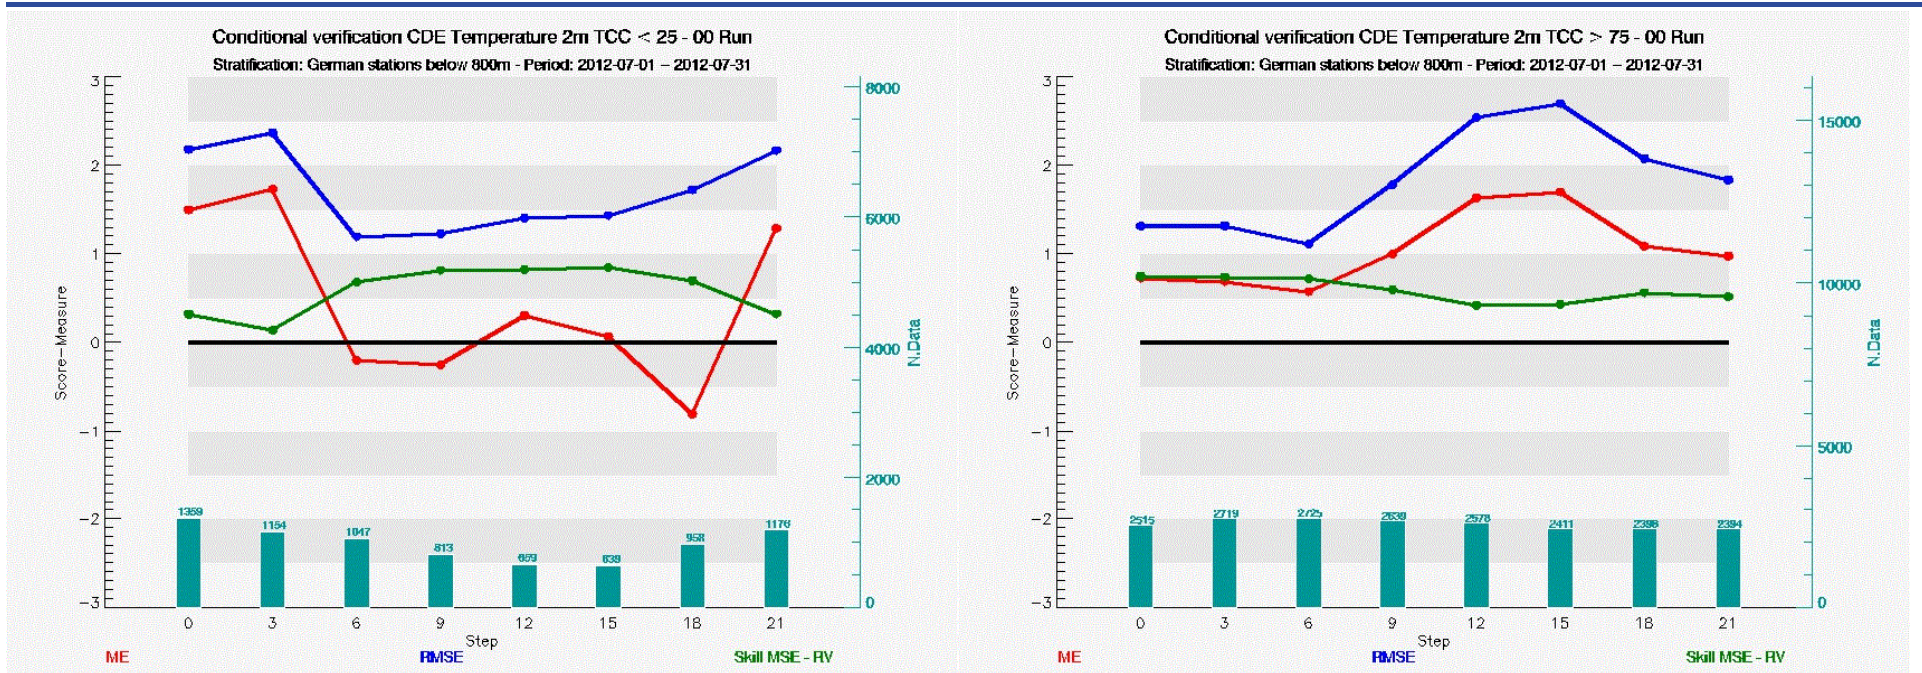 Conditional verification CDE Temperature 2m TCC < 25 - 00 Run
Stratification: German stations below 800m - Period: 2012-07-01 – 2012-07-31
3
2
1
0
−1
−2
−3
Score−Measure
8000
6000
4000
2000
0
N.Data
1359
1154
1047
813
659
639
958
1176
0 3 6 9 12 15 18 21
Step
ME RMSE Skill MSE - RV
Conditional verification CDE Temperature 2m TCC > 75 - 00 Run
Stratification: German stations below 800m - Period: 2012-07-01 – 2012-07-31
3
2
1
0
−1
−2
−3
Score−Measure
15000
10000
5000
0
N.Data
2515
2719
2725
2578
2411
2394
0 3 6 9 12 15 18 21
Step
ME RMSE Skill MSE - RV